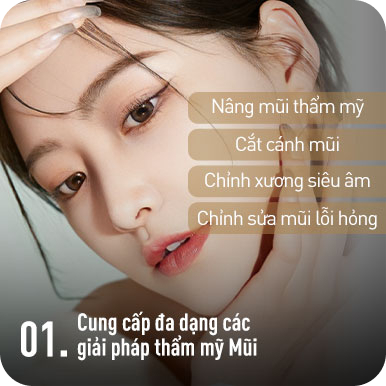 Nâng mũi thẩm mỹ
Cắt cánh mũi
Chỉnh xương siêu âm
Chỉnh sửa mũi lỗi hỏng
01. Cung cấp đa dạng các
giải pháp thẩm mỹ Mũi